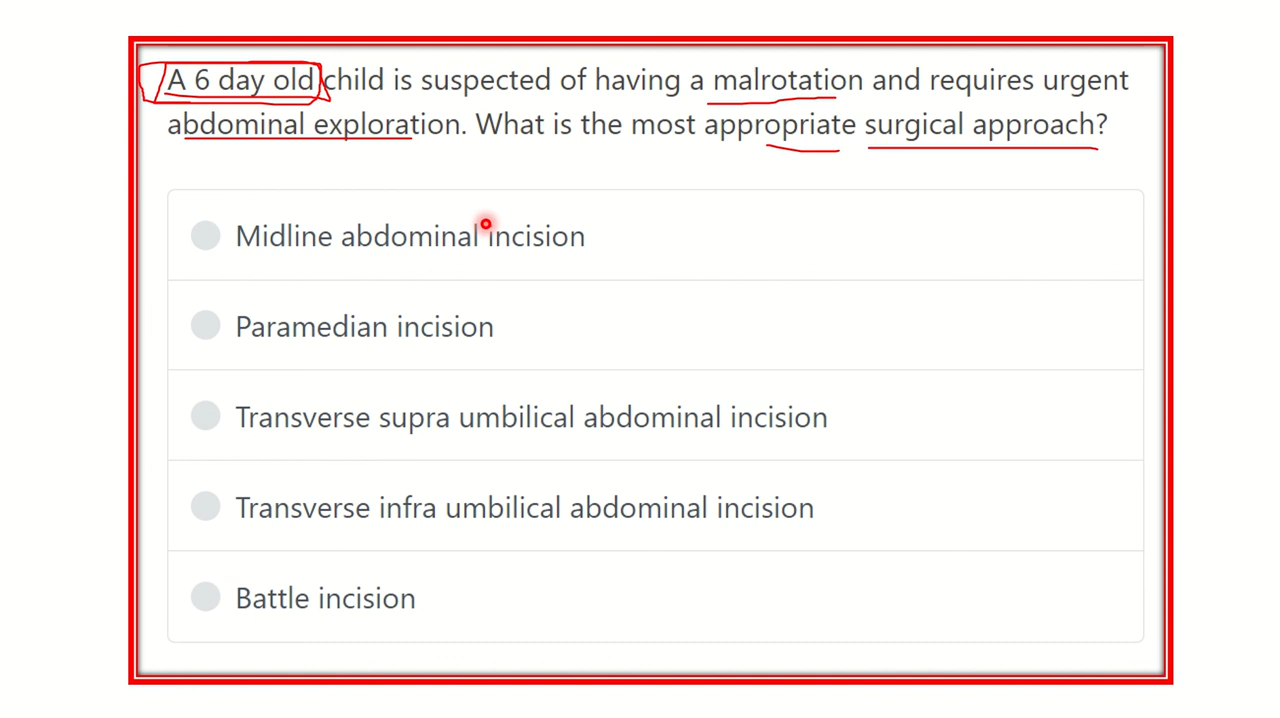 A 6 day old child is suspected of having a malrotation and requires urgent
abdominal exploration. What is the most appropriate surgical approach?
Midline abdominal incision
Paramedian incision
Transverse supra umbilical abdominal incision
Transverse infra umbilical abdominal incision
Battle incision